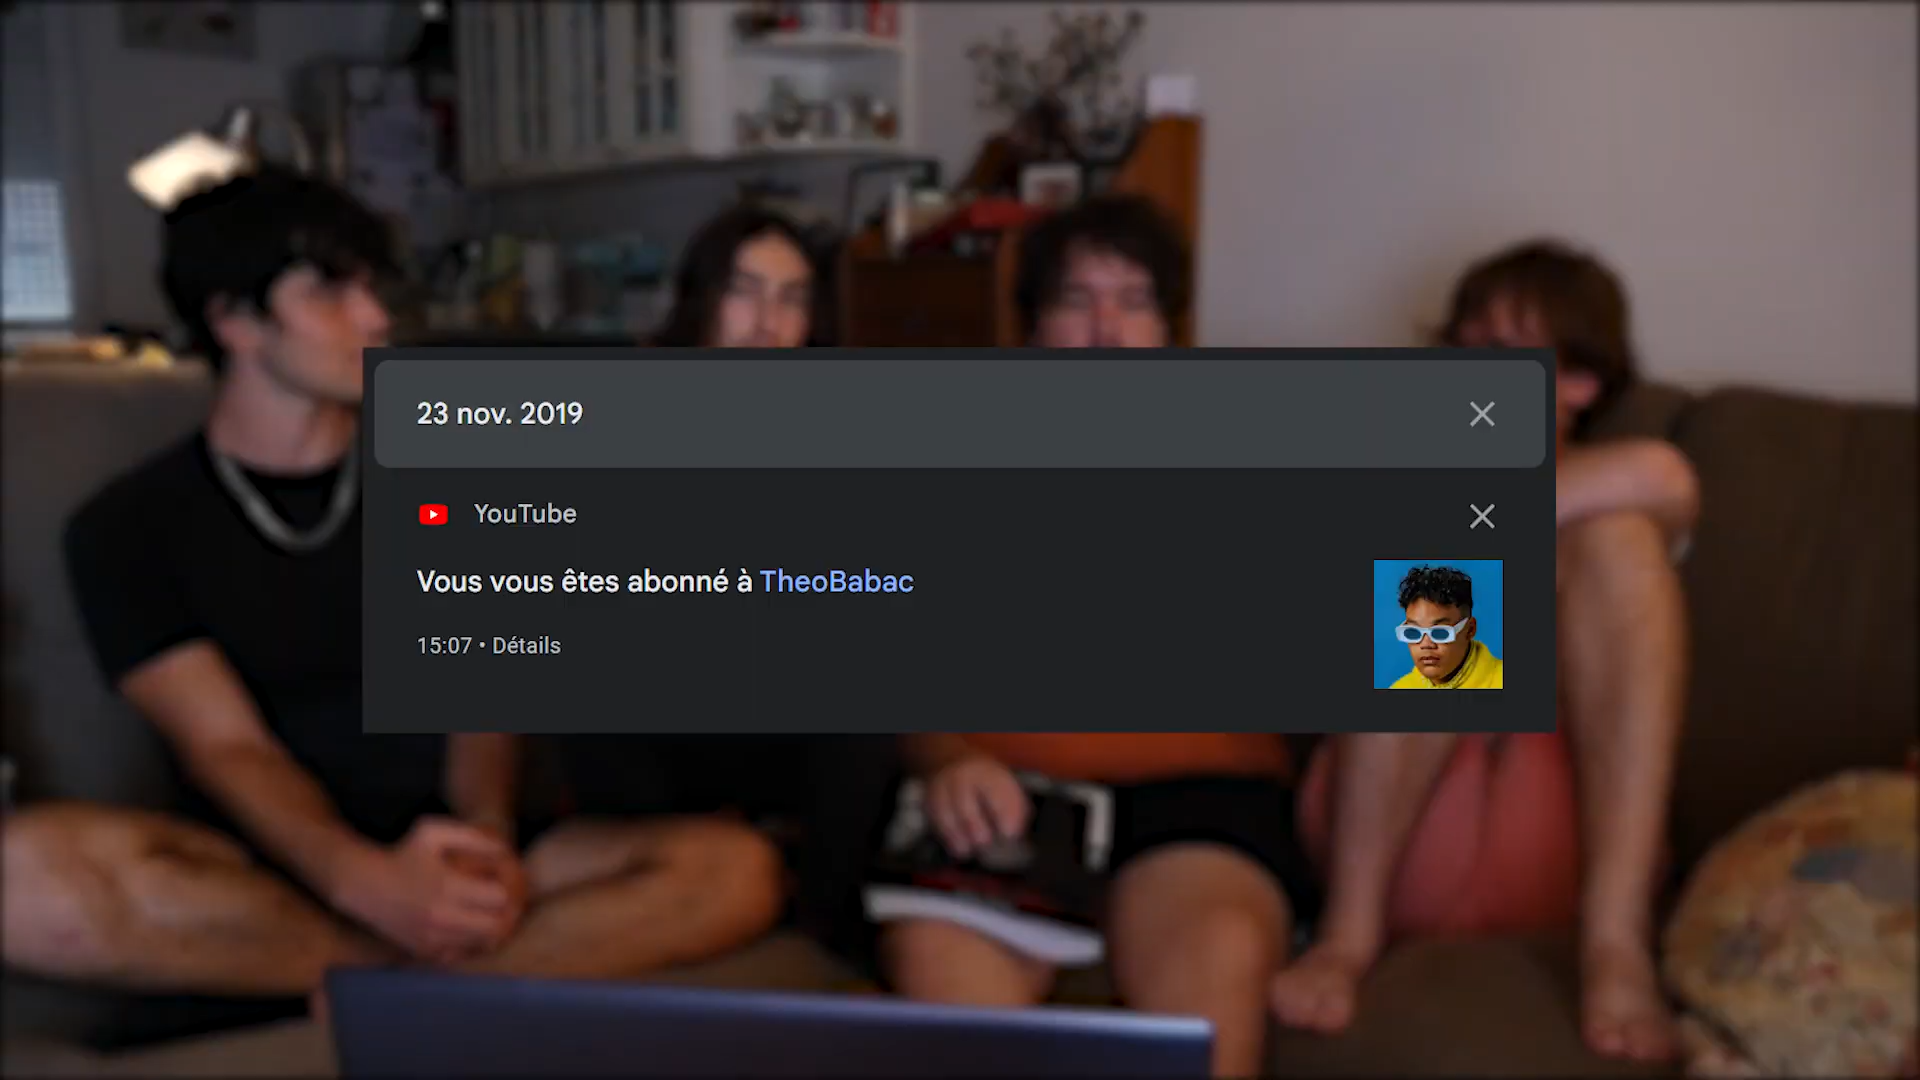 23 nov. 2019
YouTube
Vous vous êtes abonné à TheoBabac
15:07 • Détails